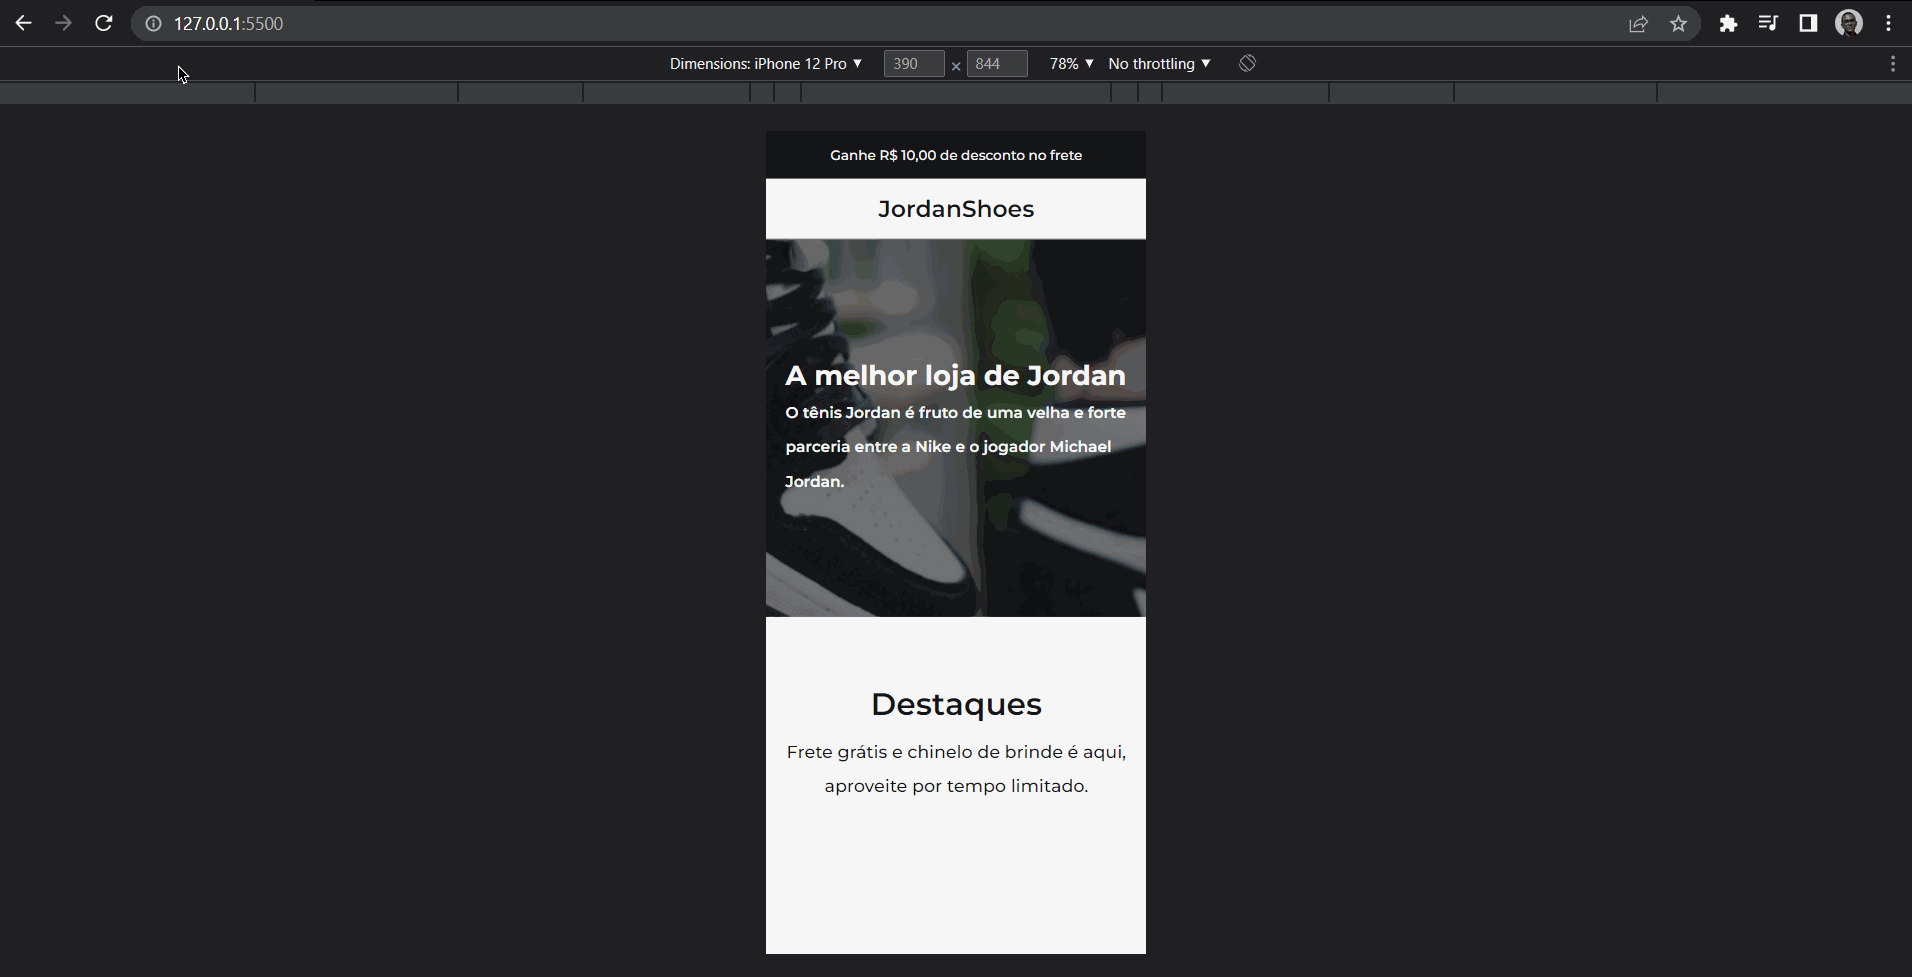 127.0.0.1:5500
Dimensions: iPhone 12 Pro ▼ 390 × 844 78% ▼ No throttling ▼
Ganhe R$ 10,00 de desconto no frete
JordanShoes
A melhor loja de Jordan
O tênis Jordan é fruto de uma velha e forte
parceria entre a Nike e o jogador Michael
Jordan.
Destaques
Frete grátis e chinelo de brinde é aqui,
aproveite por tempo limitado.